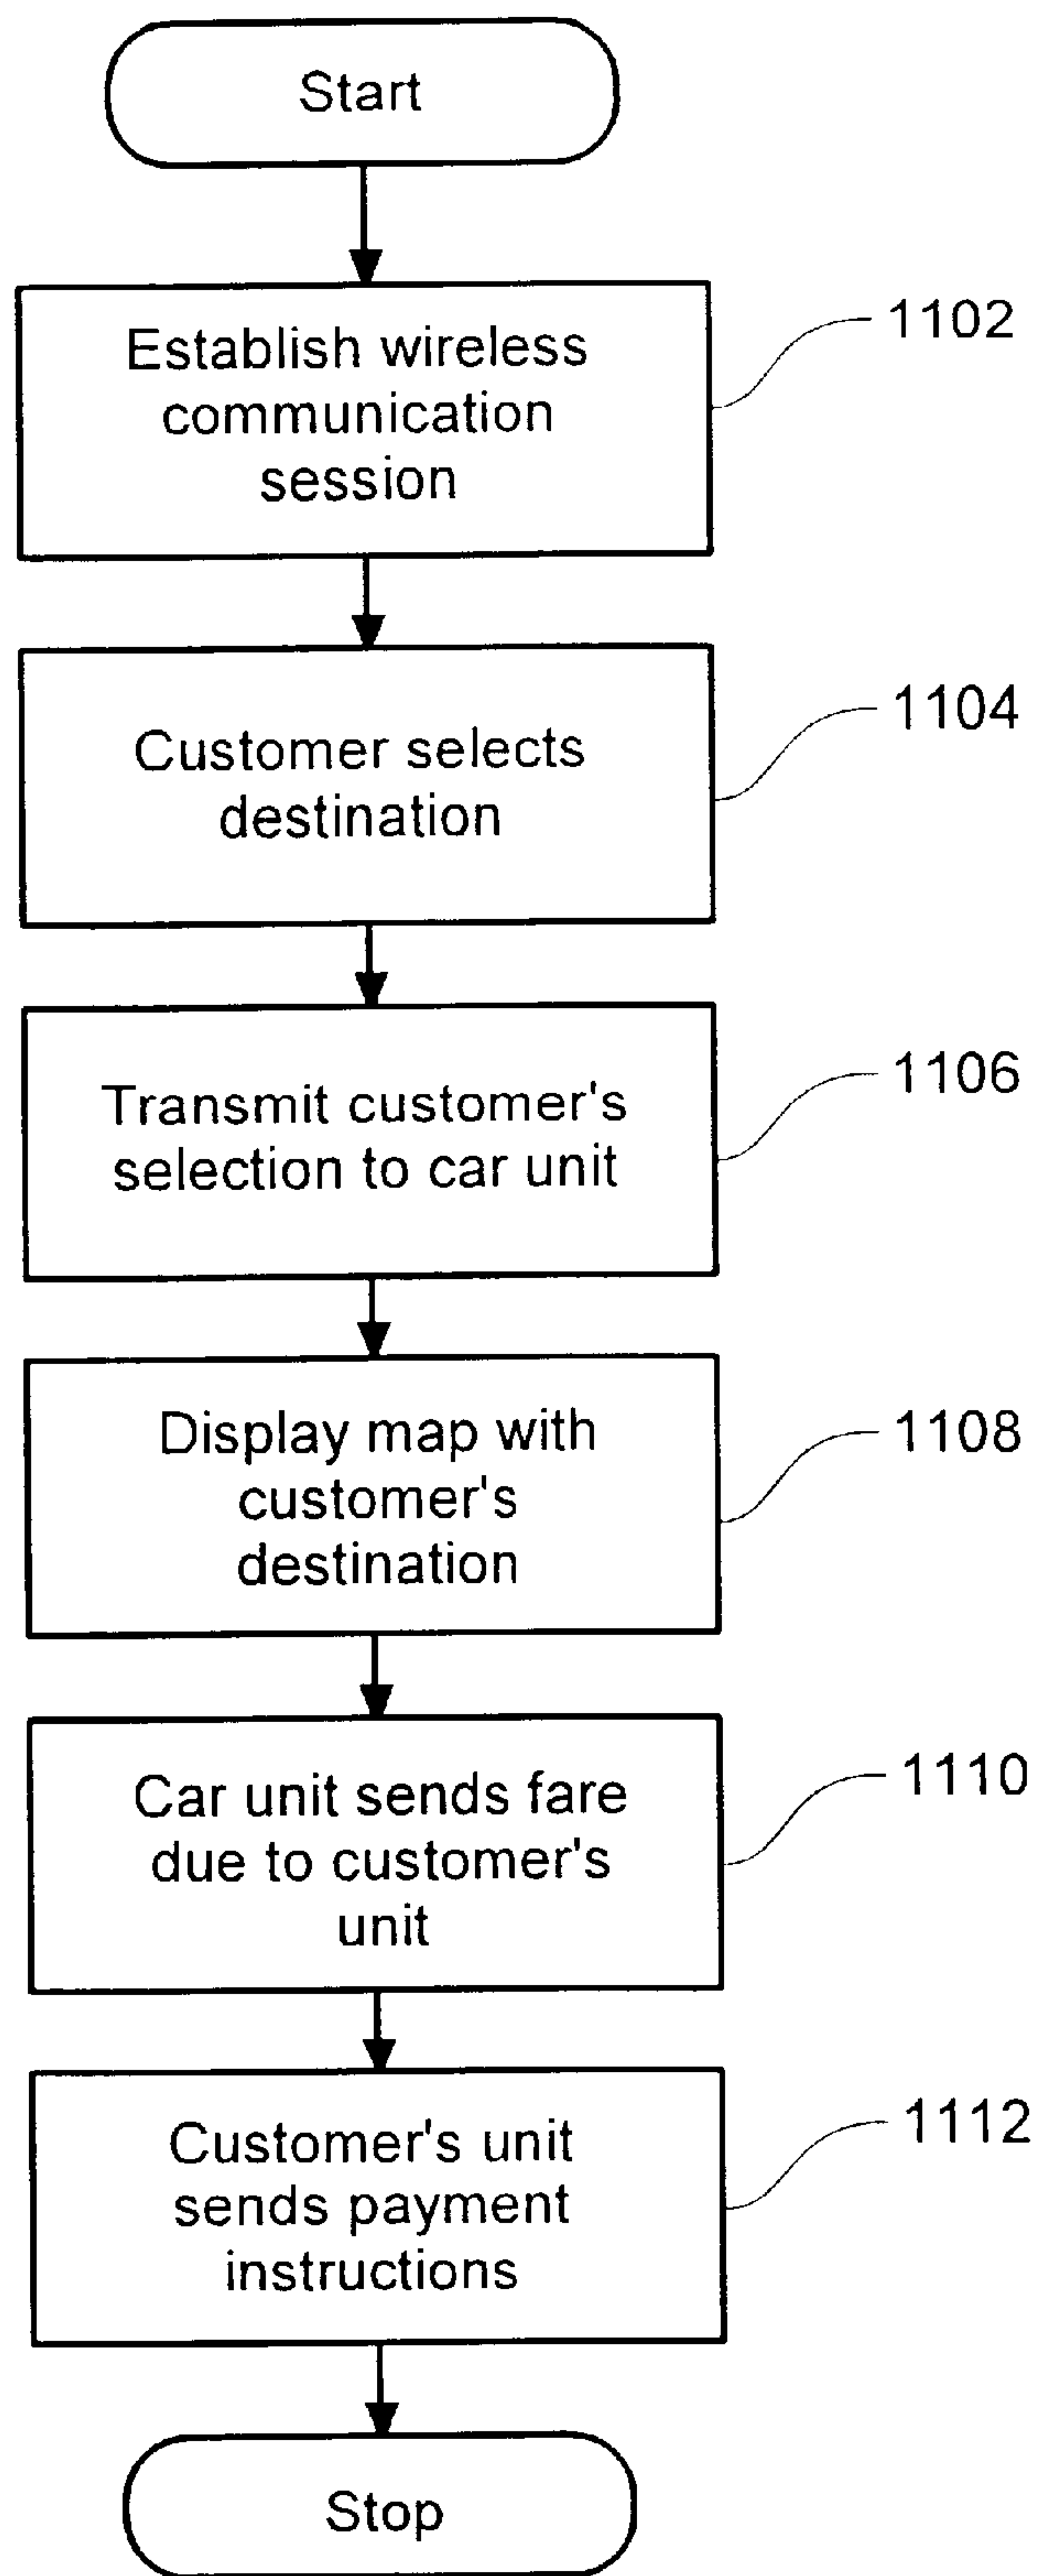 Start
Establish wireless
communication
session
1102
Customer selects
destination
1104
Transmit customer's
selection to car unit
1106
Display map with
customer's
destination
1108
Car unit sends fare
due to customer's
unit
1110
Customer's unit
sends payment
instructions
1112
Stop